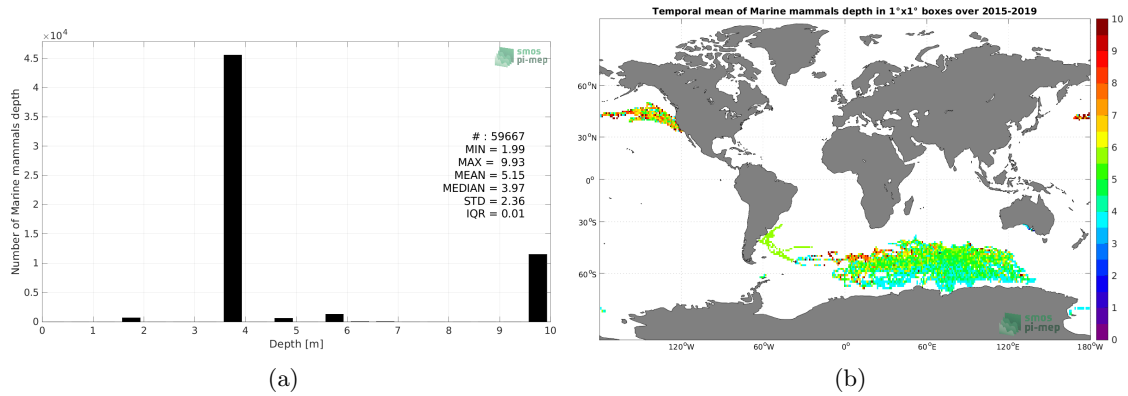 ×10⁴
smos
pi-mep
4.5
4
3.5
3
2.5
2
1.5
1
0.5
0
Number of Marine mammals depth
# : 59667
MIN = 1.99
MAX = 9.93
MEAN = 5.15
MEDIAN = 3.97
STD = 2.36
IQR = 0.01
0 1 2 3 4 5 6 7 8 9 10
Depth [m]
(a)
Temporal mean of Marine mammals depth in 1°x1° boxes over 2015-2019
60°N
30°N
0°
30°S
60°S
120°W 60°W 0° 60°E 120°E 180°W
smos
pi-mep
10
9
8
7
6
5
4
3
2
1
0
(b)